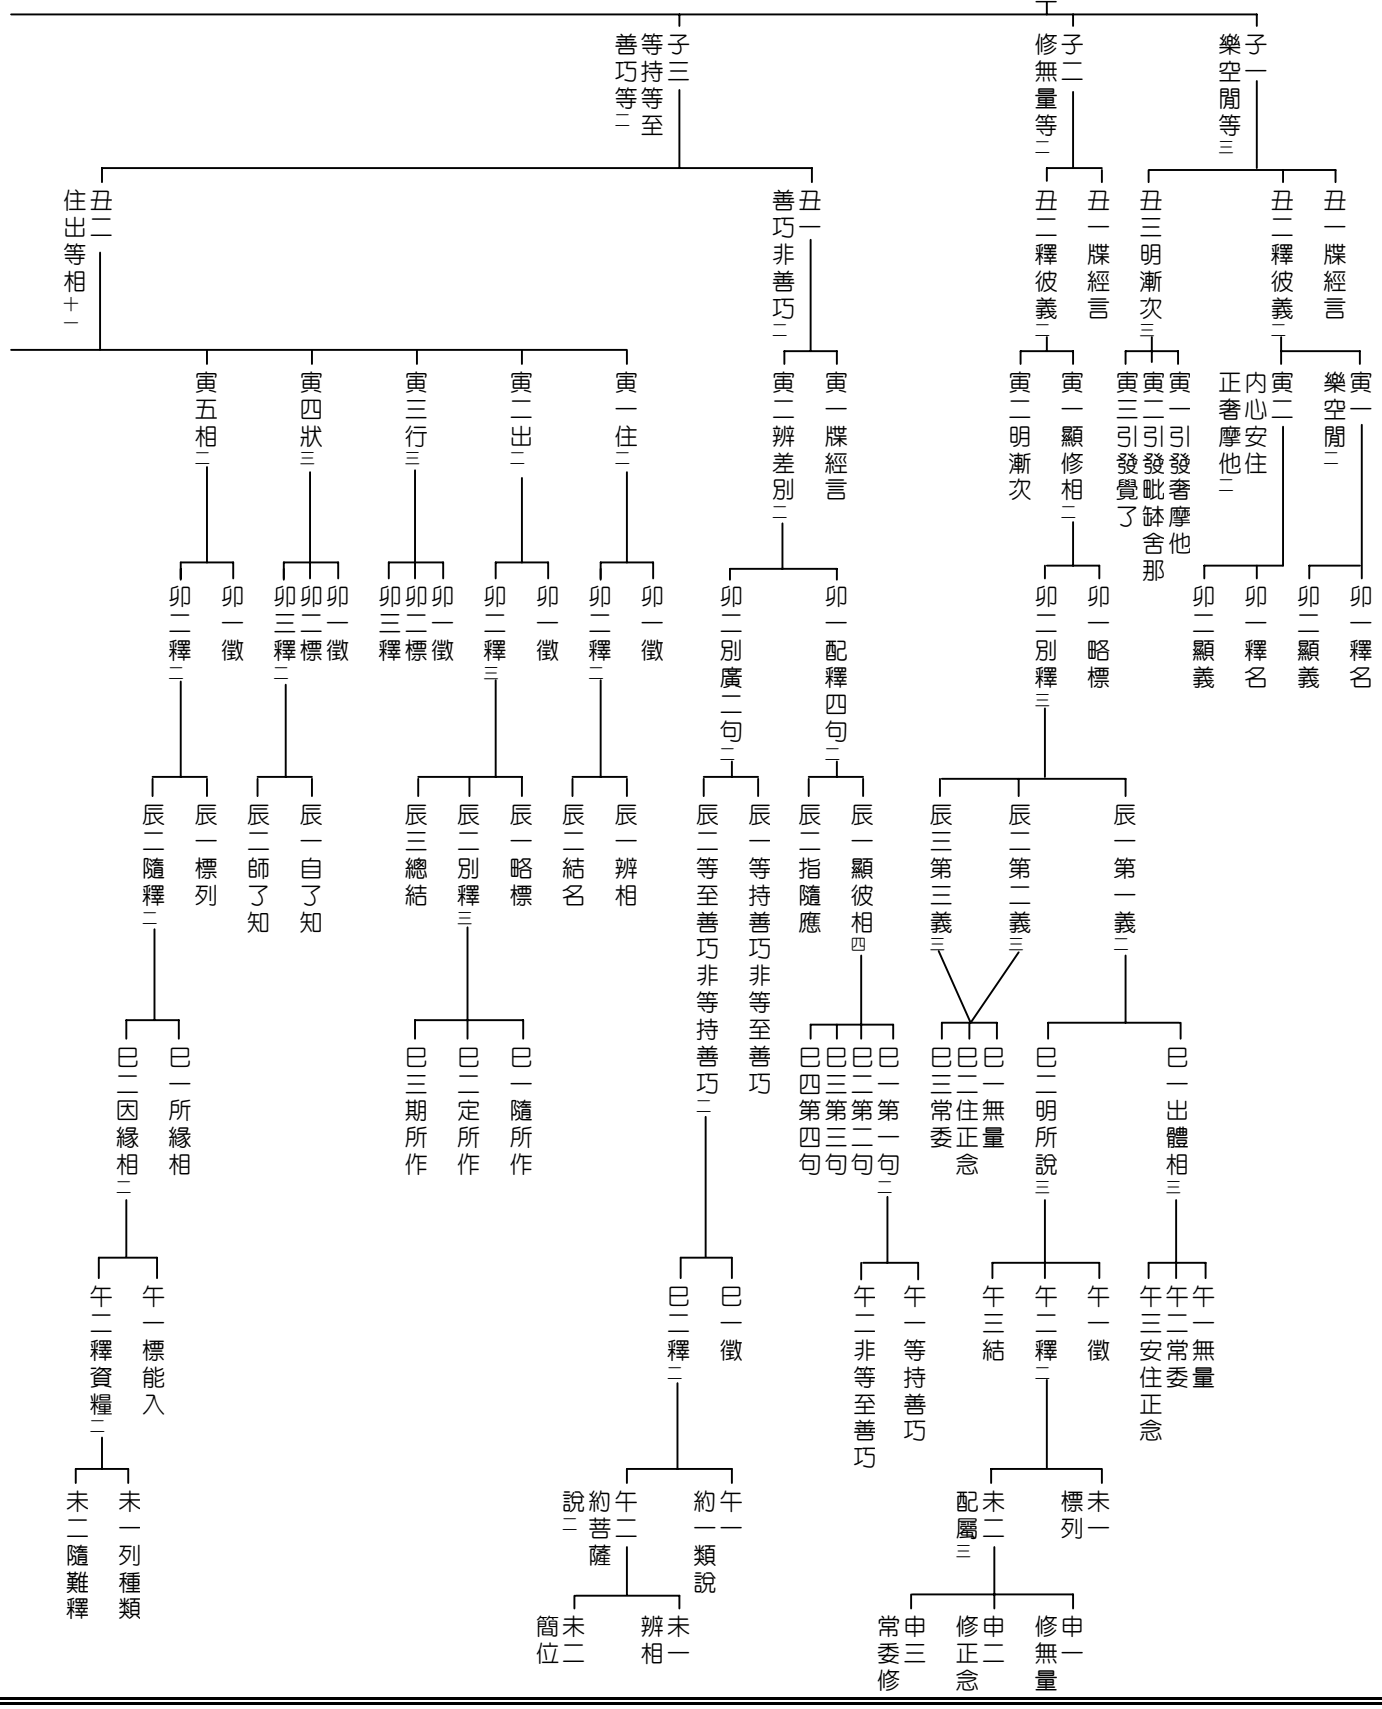 子一
樂空閒等三
丑一牒經言
丑二釋彼義二
寅一
樂空閒二
卯一釋名
卯二顯義
寅二
内心安住
正奢摩他二
卯一釋名
卯二顯義
丑三明漸次三
寅一引發奢摩他
寅二引發毗缽舍那
寅三引發覺了
子二
修無量等二
丑一牒經言
丑二釋彼義二
寅一顯修相二
卯一略標
卯二別釋三
辰一第一義二
巳一出體相三
午一無量
午二常委
午三安住正念
巳二明所說三
午一徵
午二釋二
未一
標列
未二
配屬三
申一
修無量
申二
修正念
申三
常委修
午三結
辰二第二義三
辰三第三義三
巳一無量
巳二住正念
巳三常委
寅二明漸次
子三
等持等至
善巧等二
丑一
善巧非善巧二
寅一牒經言
寅二辨差別二
卯一配釋四句二
辰一顯彼相四
巳一第一句二
午一等持善巧
午二非等至善巧
巳二第二句
巳三第三句
巳四第四句
辰二指隨應
卯二別廣二句二
辰一等持善巧非等至善巧
辰二等至善巧非等持善巧二
巳一徵
巳二釋二
午一
約一類說
午二
約菩薩
說二
未一
辨相
未二
簡位
丑二
住出等相十一
寅一住二
卯一徵
卯二釋二
辰一辨相
辰二結名
寅二出二
卯一徵
卯二釋三
辰一略標
辰二別釋三
巳一隨所作
巳二定所作
巳三期所作
辰三總結
寅三行三
卯一徵
卯二標
卯三釋
寅四狀三
卯一徵
卯二標
卯三釋二
辰一自了知
辰二師了知
寅五相二
卯一徵
卯二釋二
辰一標列
辰二隨釋二
巳一所緣相
巳二因緣相二
午一標能入
午二釋資糧二
未一列種類
未二隨難釋